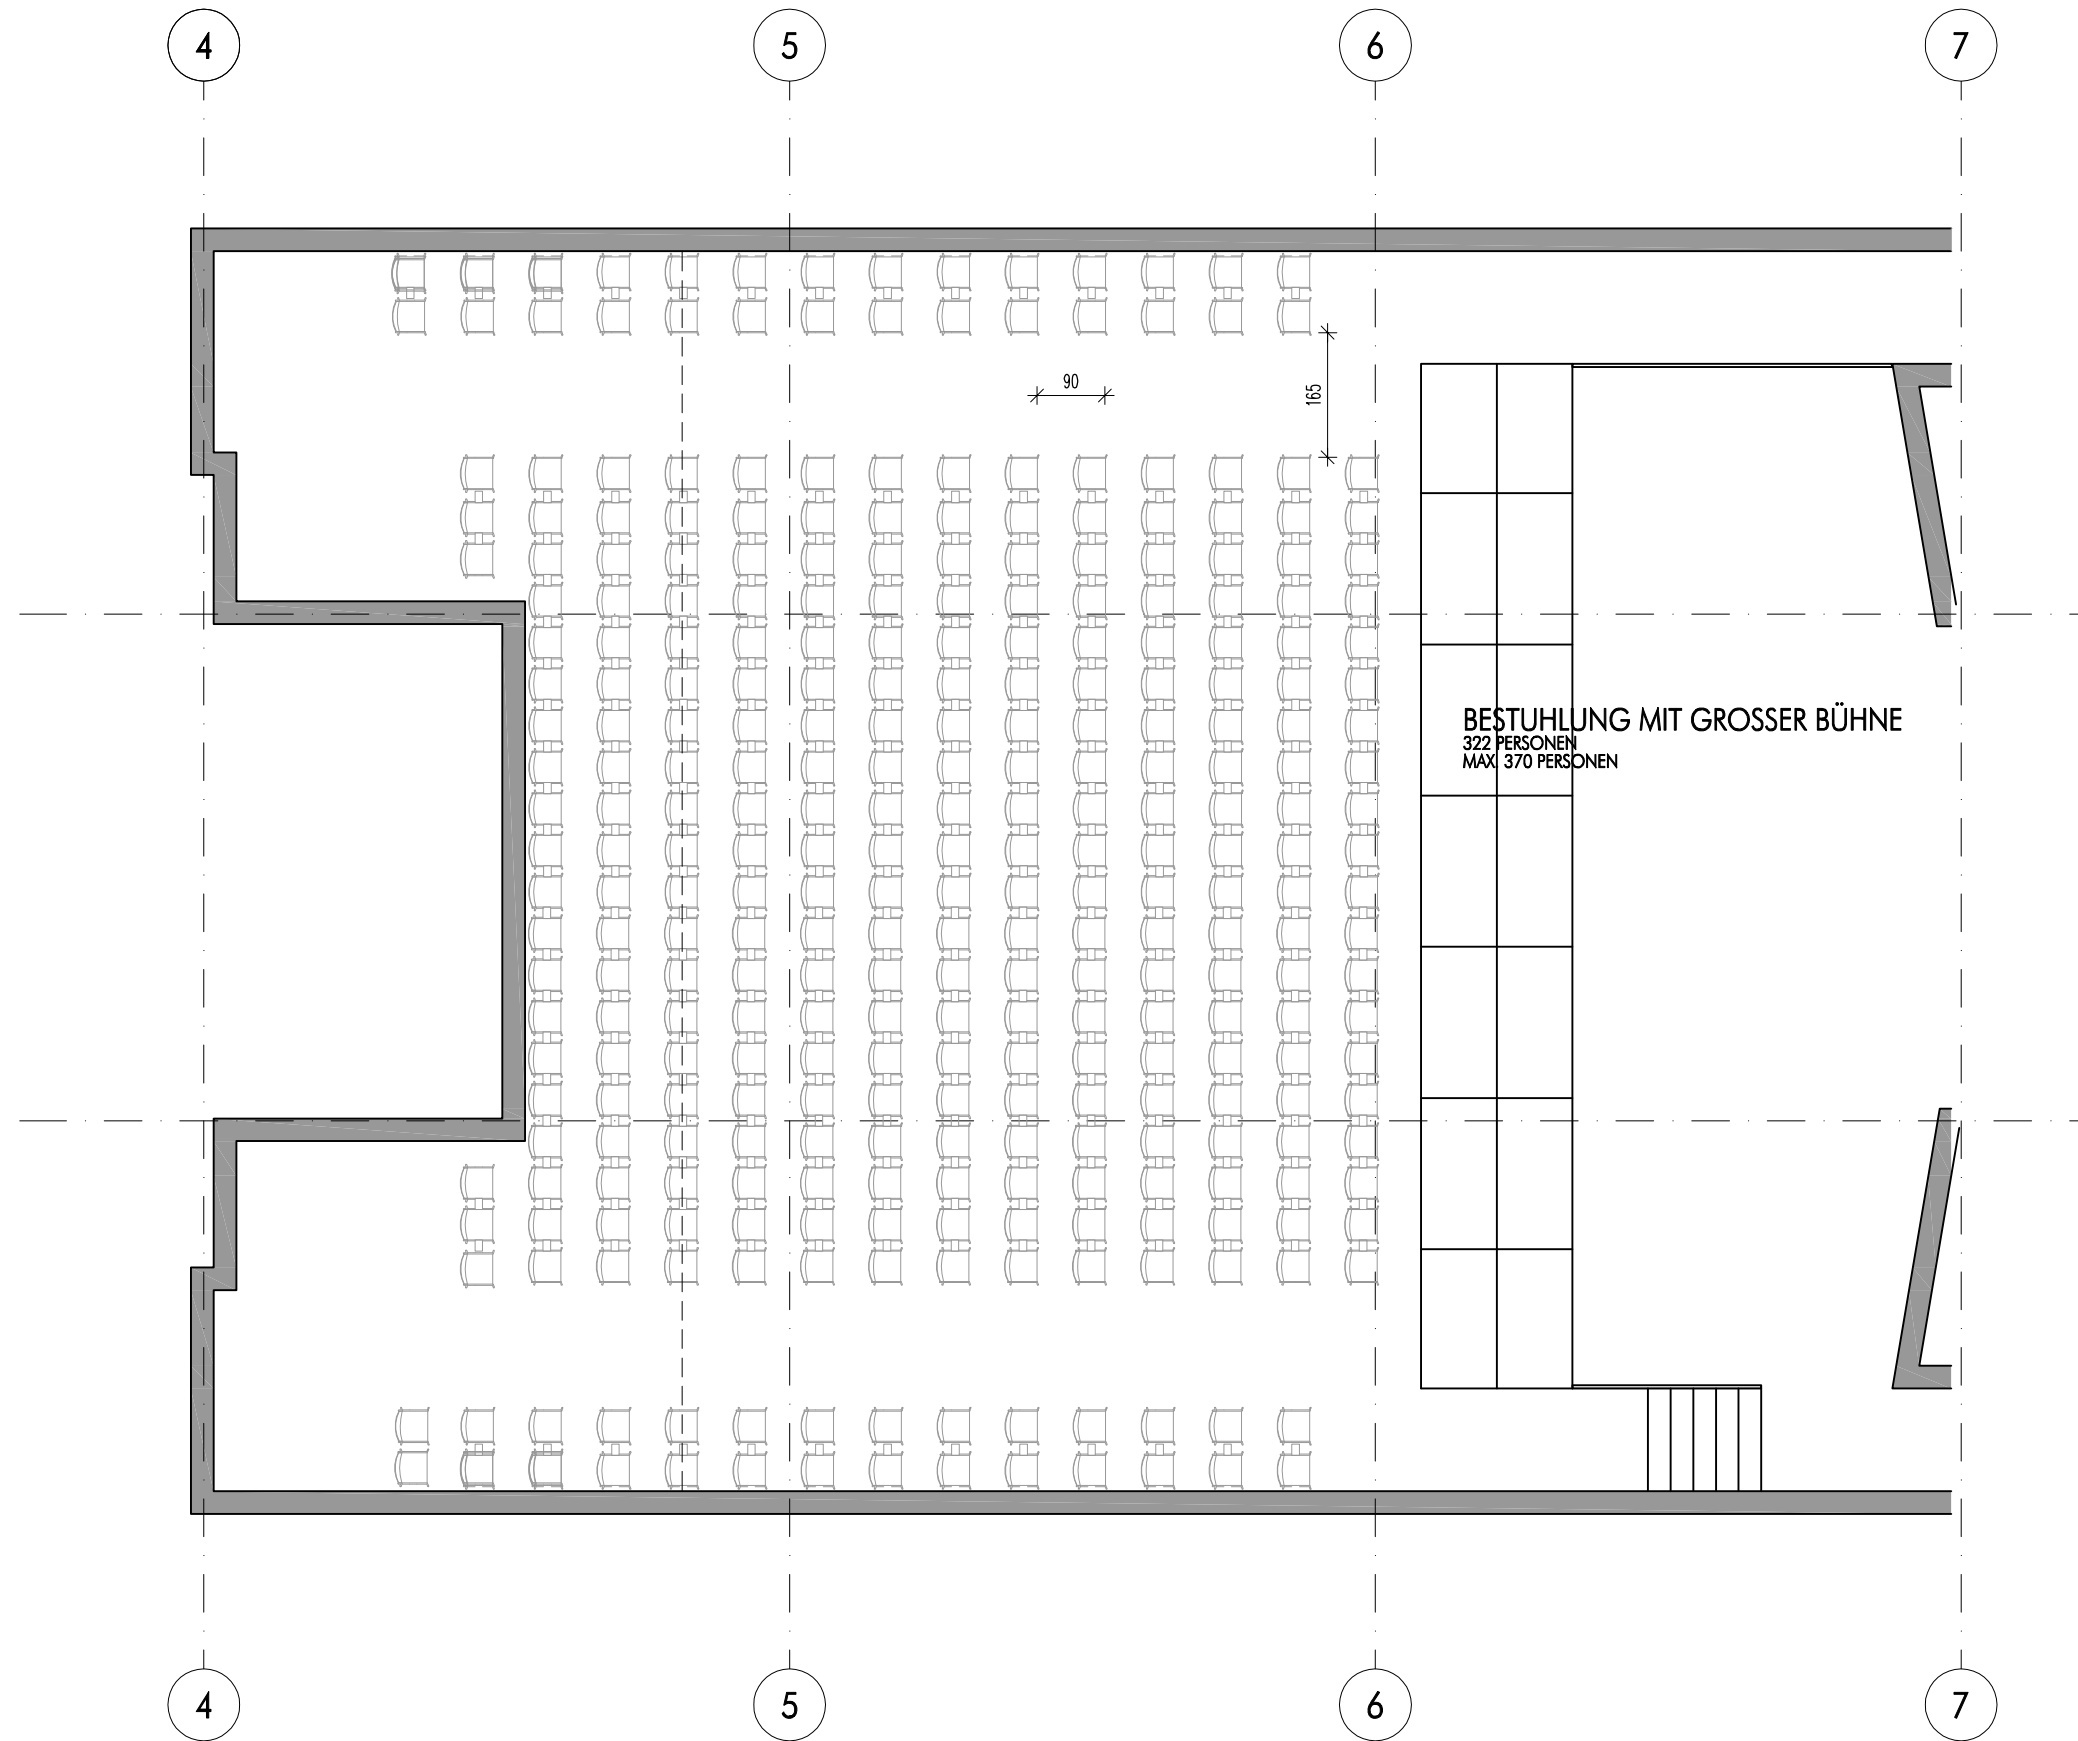 4 5 6 7
90
165
BESTUHLUNG MIT GROSSER BÜHNE
322 PERSONEN
MAX. 370 PERSONEN
4 5 6 7